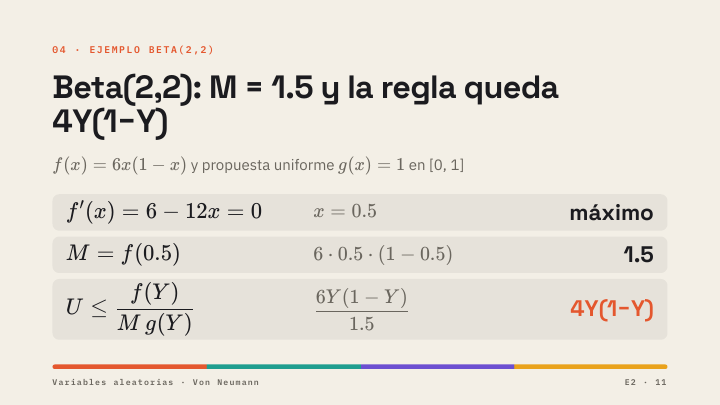 04 · EJEMPLO BETA(2,2)
Beta(2,2): M = 1.5 y la regla queda
4Y(1−Y)
f(x) = 6x(1 − x) y propuesta uniforme g(x) = 1 en [0, 1]
f′(x) = 6 − 12x = 0 x = 0.5 máximo
M = f(0.5) 6 · 0.5 · (1 − 0.5) 1.5
U ≤ f(Y) / M g(Y) 6Y(1 − Y) / 1.5 4Y(1−Y)
Variables aleatorias · Von Neumann E2 · 11